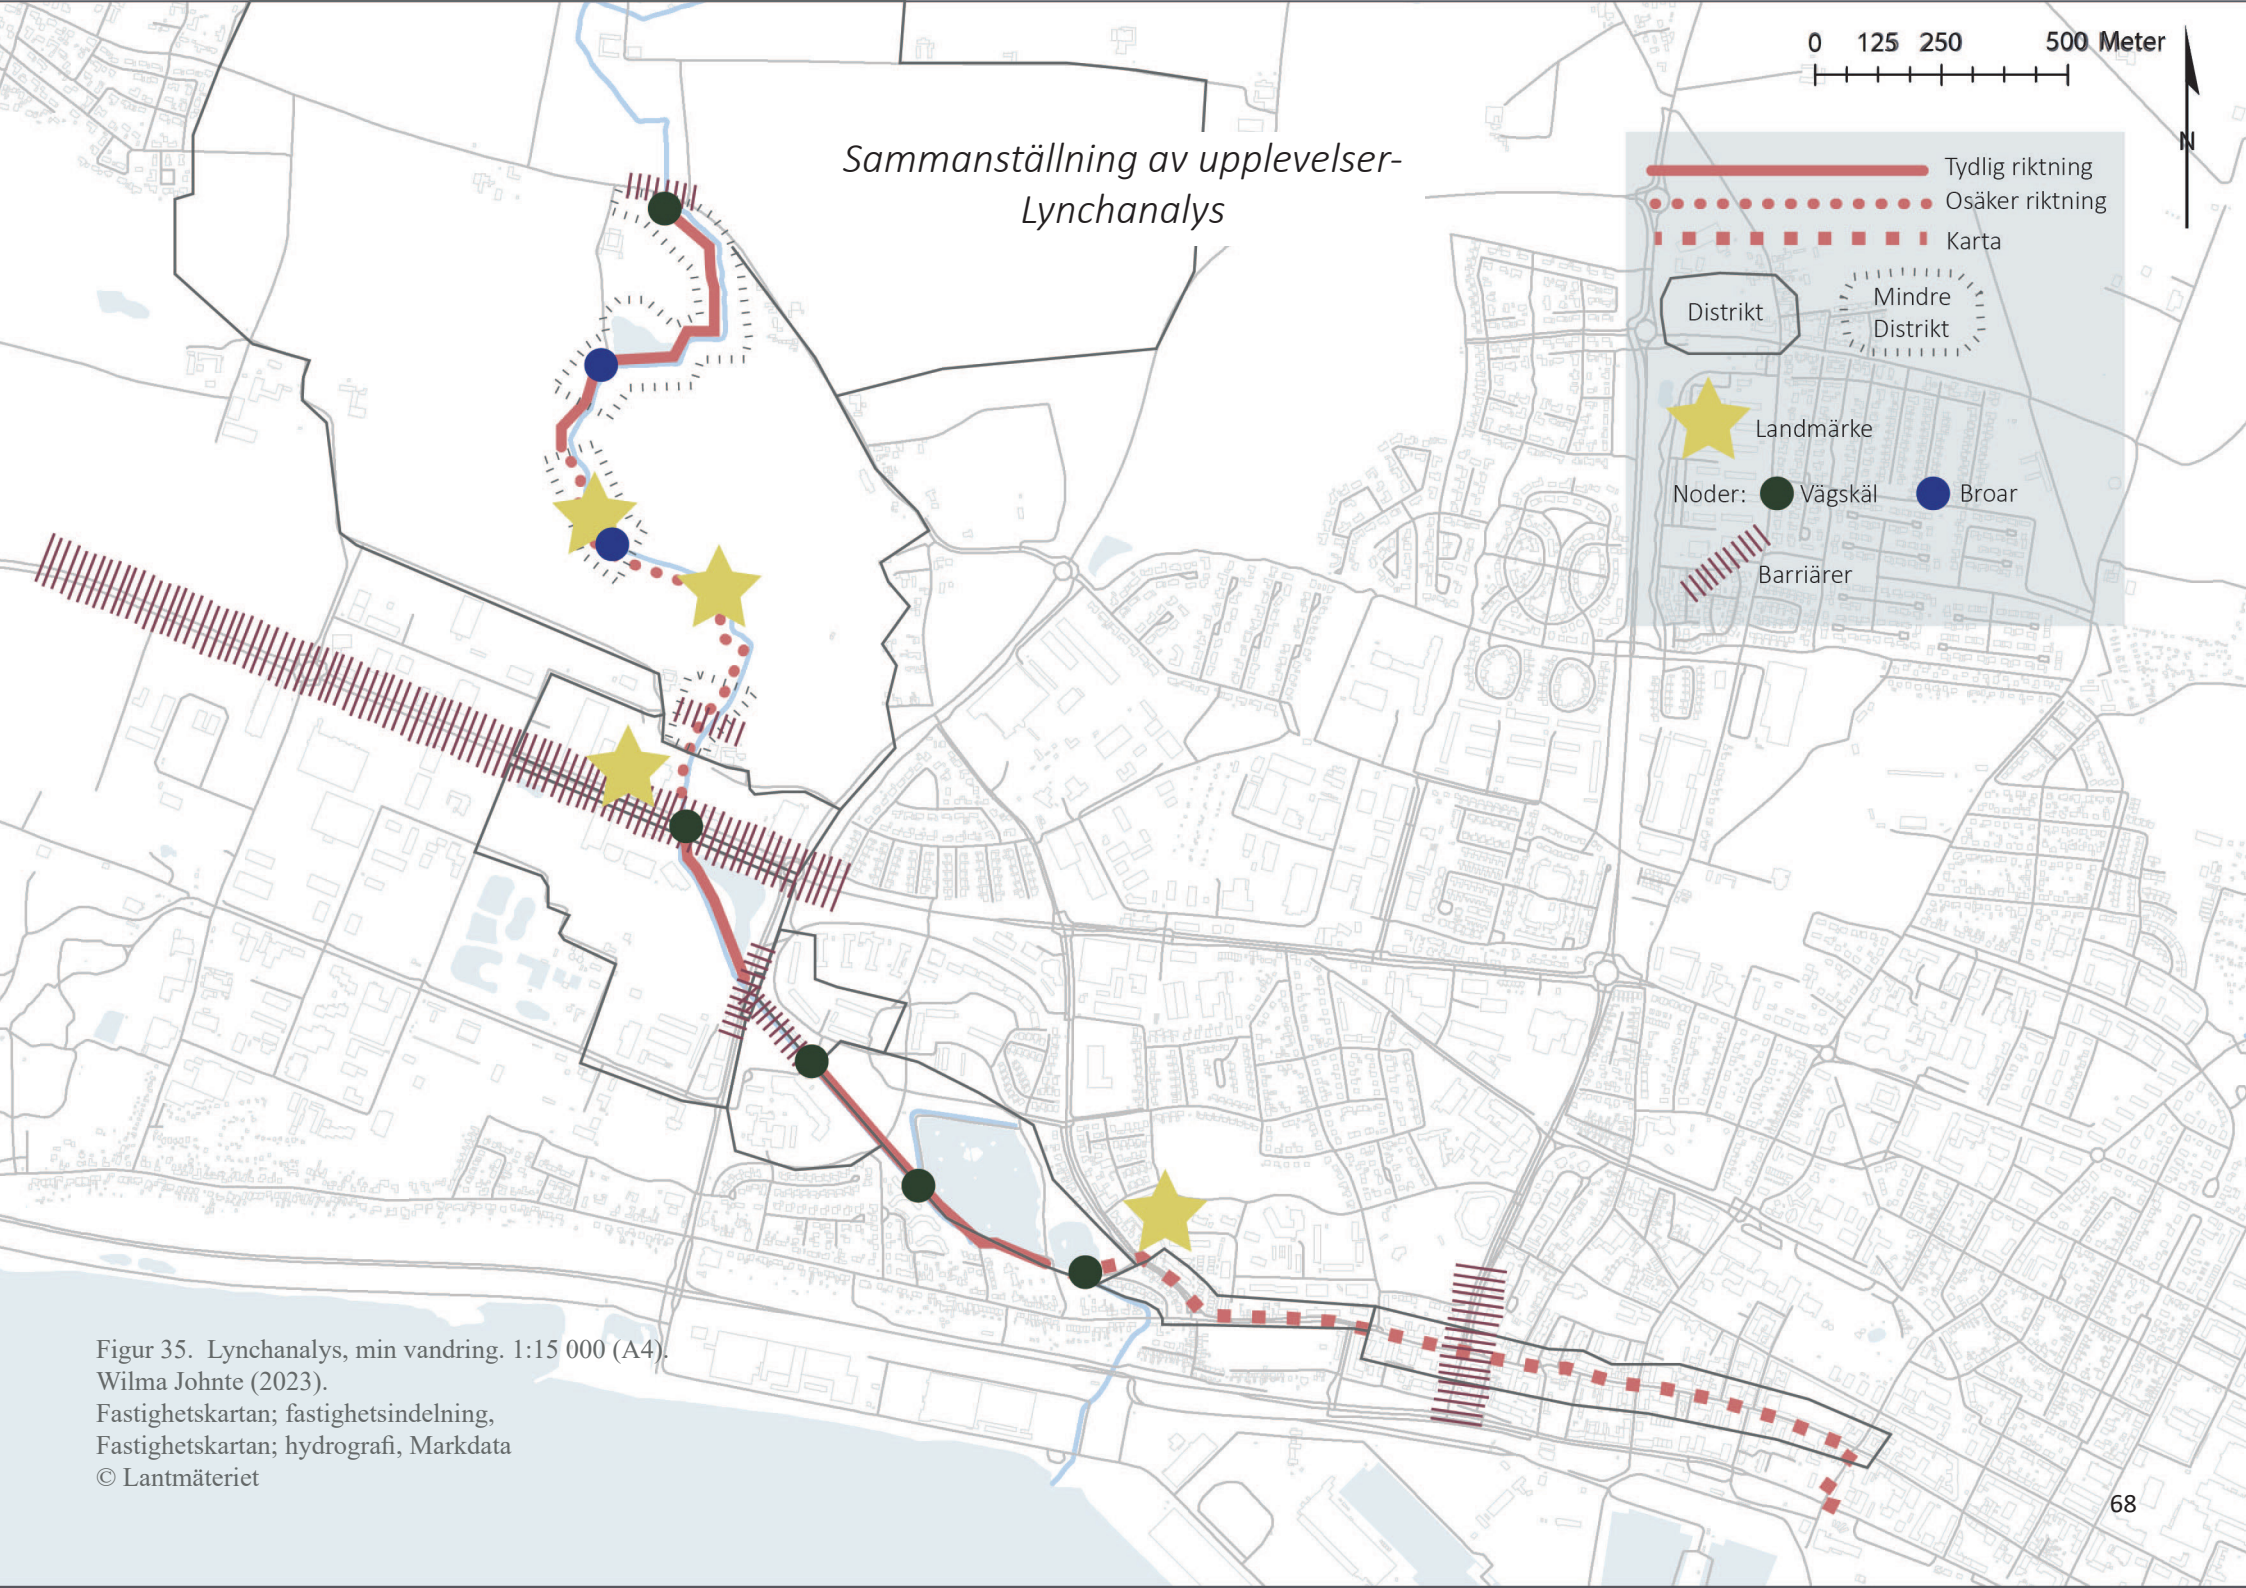 0 125 250 500 Meter
N
Sammanställning av upplevelser-
Lynchanalys
Tydlig riktning
Osäker riktning
Karta
Distrikt
Mindre
Distrikt
Landmärke
Noder: Vägskäl Broar
Barriärer
Figur 35. Lynchanalys, min vandring. 1:15 000 (A4).
Wilma Johnte (2023).
Fastighetskartan; fastighetsindelning,
Fastighetskartan; hydrografi, Markdata
© Lantmäteriet
68